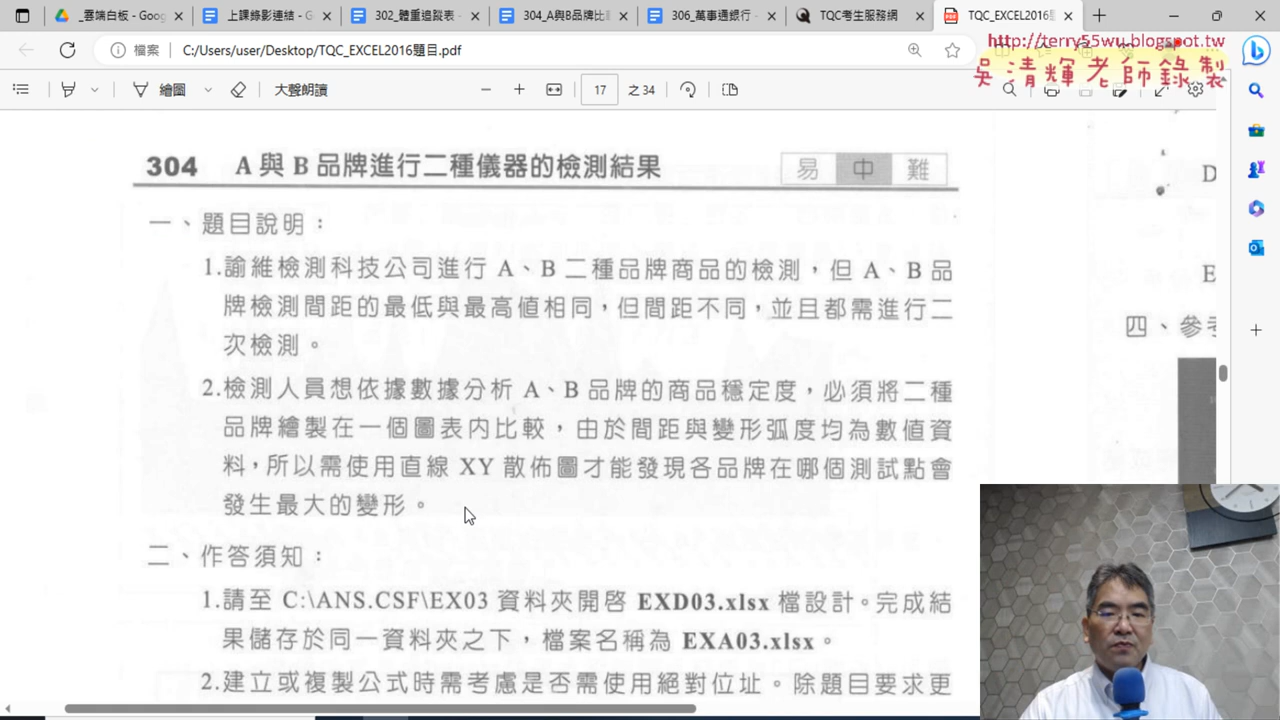 _雲端白板 - Goog
上課錄影連結 - G
302_體重追蹤表 -
304_A與B品牌比
306_萬事通銀行 -
TQC考生服務網
TQC_EXCEL2016題
檔案
C:/Users/user/Desktop/TQC_EXCEL2016題目.pdf
http://terry55wu.blogspot.tw
吳清輝老師錄製
繪圖
大聲朗讀
17
之 34
304 A 與 B 品牌進行二種儀器的檢測結果
易 中 難
一、題目說明：
1.諭維檢測科技公司進行 A、B 二種品牌商品的檢測，但 A、B 品
牌檢測間距的最低與最高值相同，但間距不同，並且都需進行二
次檢測。
2.檢測人員想依據數據分析 A、B 品牌的商品穩定度，必須將二種
品牌繪製在一個圖表內比較，由於間距與變形弧度均為數值資
料，所以需使用直線 XY 散佈圖才能發現各品牌在哪個測試點會
發生最大的變形。
二、作答須知：
1.請至 C:\ANS.CSF\EX03 資料夾開啓 EXD03.xlsx 檔設計。完成結
果儲存於同一資料夾之下，檔案名稱為 EXA03.xlsx。
2.建立或複製公式時需考慮是否需使用絕對位址。除題目要求更
D
E
四、參考